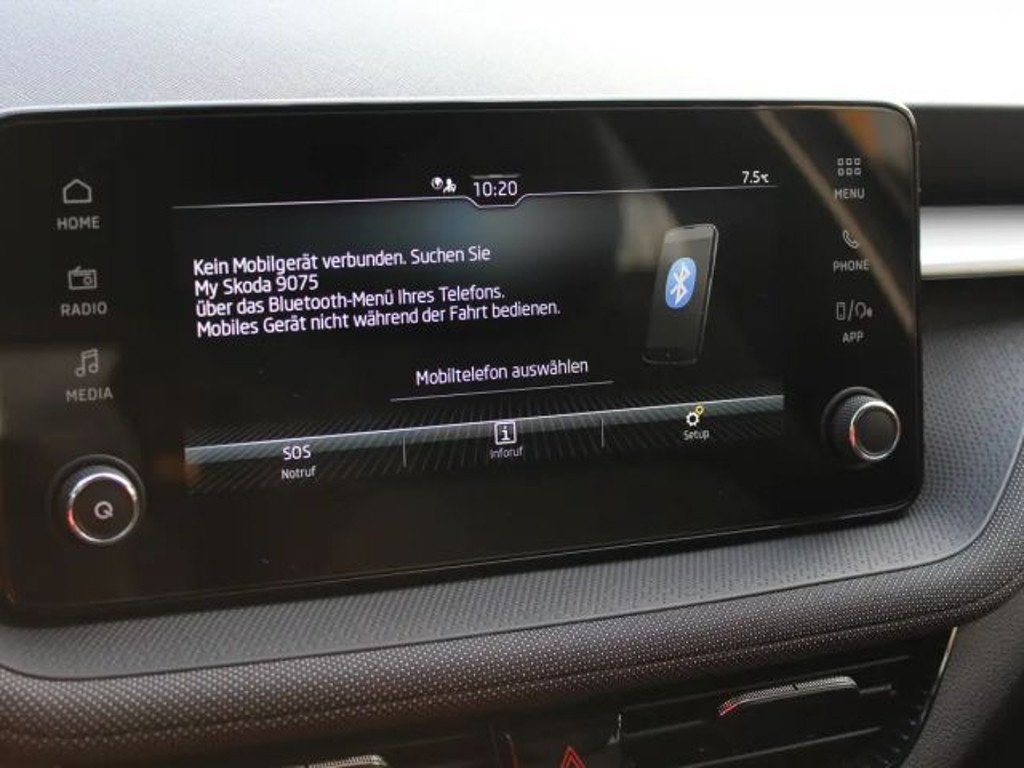 HOME
RADIO
MEDIA
10:20
7.5°C
Kein Mobilgerät verbunden. Suchen Sie
My Skoda 9075
über das Bluetooth-Menü Ihres Telefons.
Mobiles Gerät nicht während der Fahrt bedienen.
Mobiltelefon auswählen
SOS
Notruf
i
Inforuf
Setup
MENU
PHONE
APP